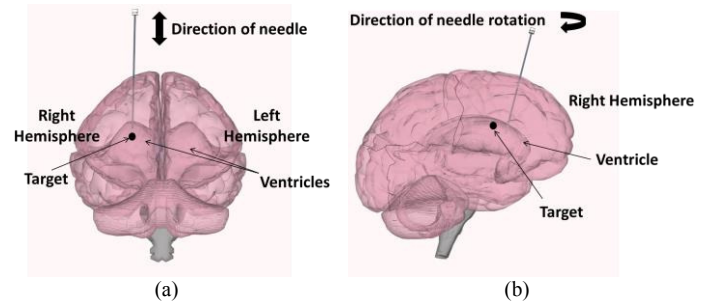 Direction of needle
Right
Hemisphere
Left
Hemisphere
Target
Ventricles
(a)
Direction of needle rotation
Right Hemisphere
Ventricle
Target
(b)